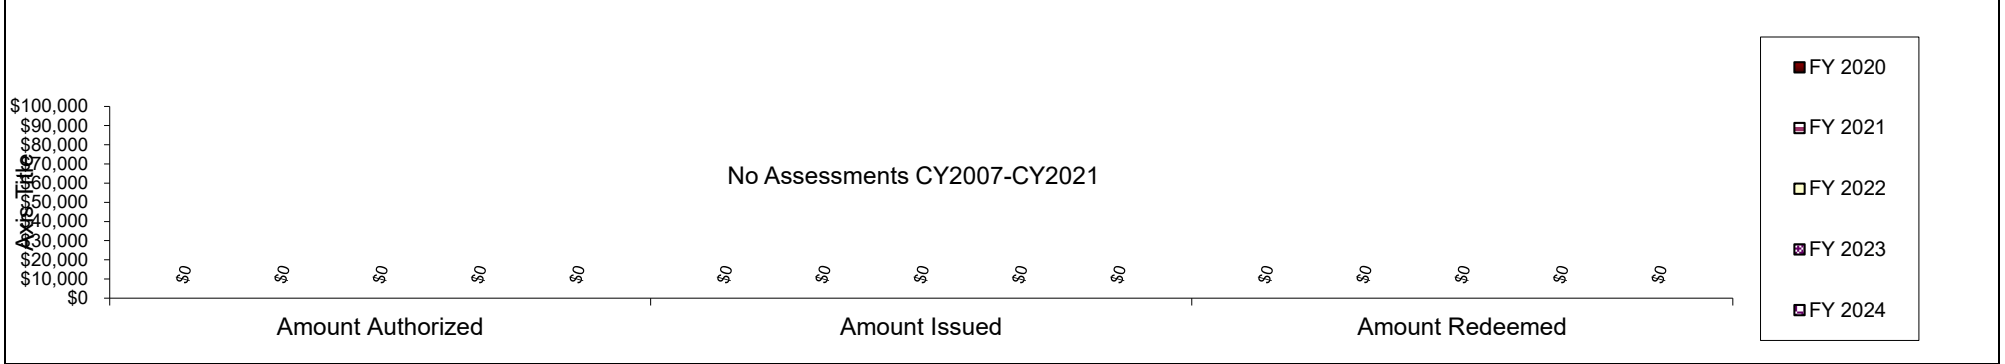 $100,000
$90,000
$80,000
$70,000
$60,000
$50,000
$40,000
$30,000
$20,000
$10,000
$0
Axis Title
No Assessments CY2007-CY2021
$0 $0 $0 $0 $0 $0 $0 $0 $0 $0 $0 $0 $0 $0 $0
Amount Authorized Amount Issued Amount Redeemed
FY 2020
FY 2021
FY 2022
FY 2023
FY 2024